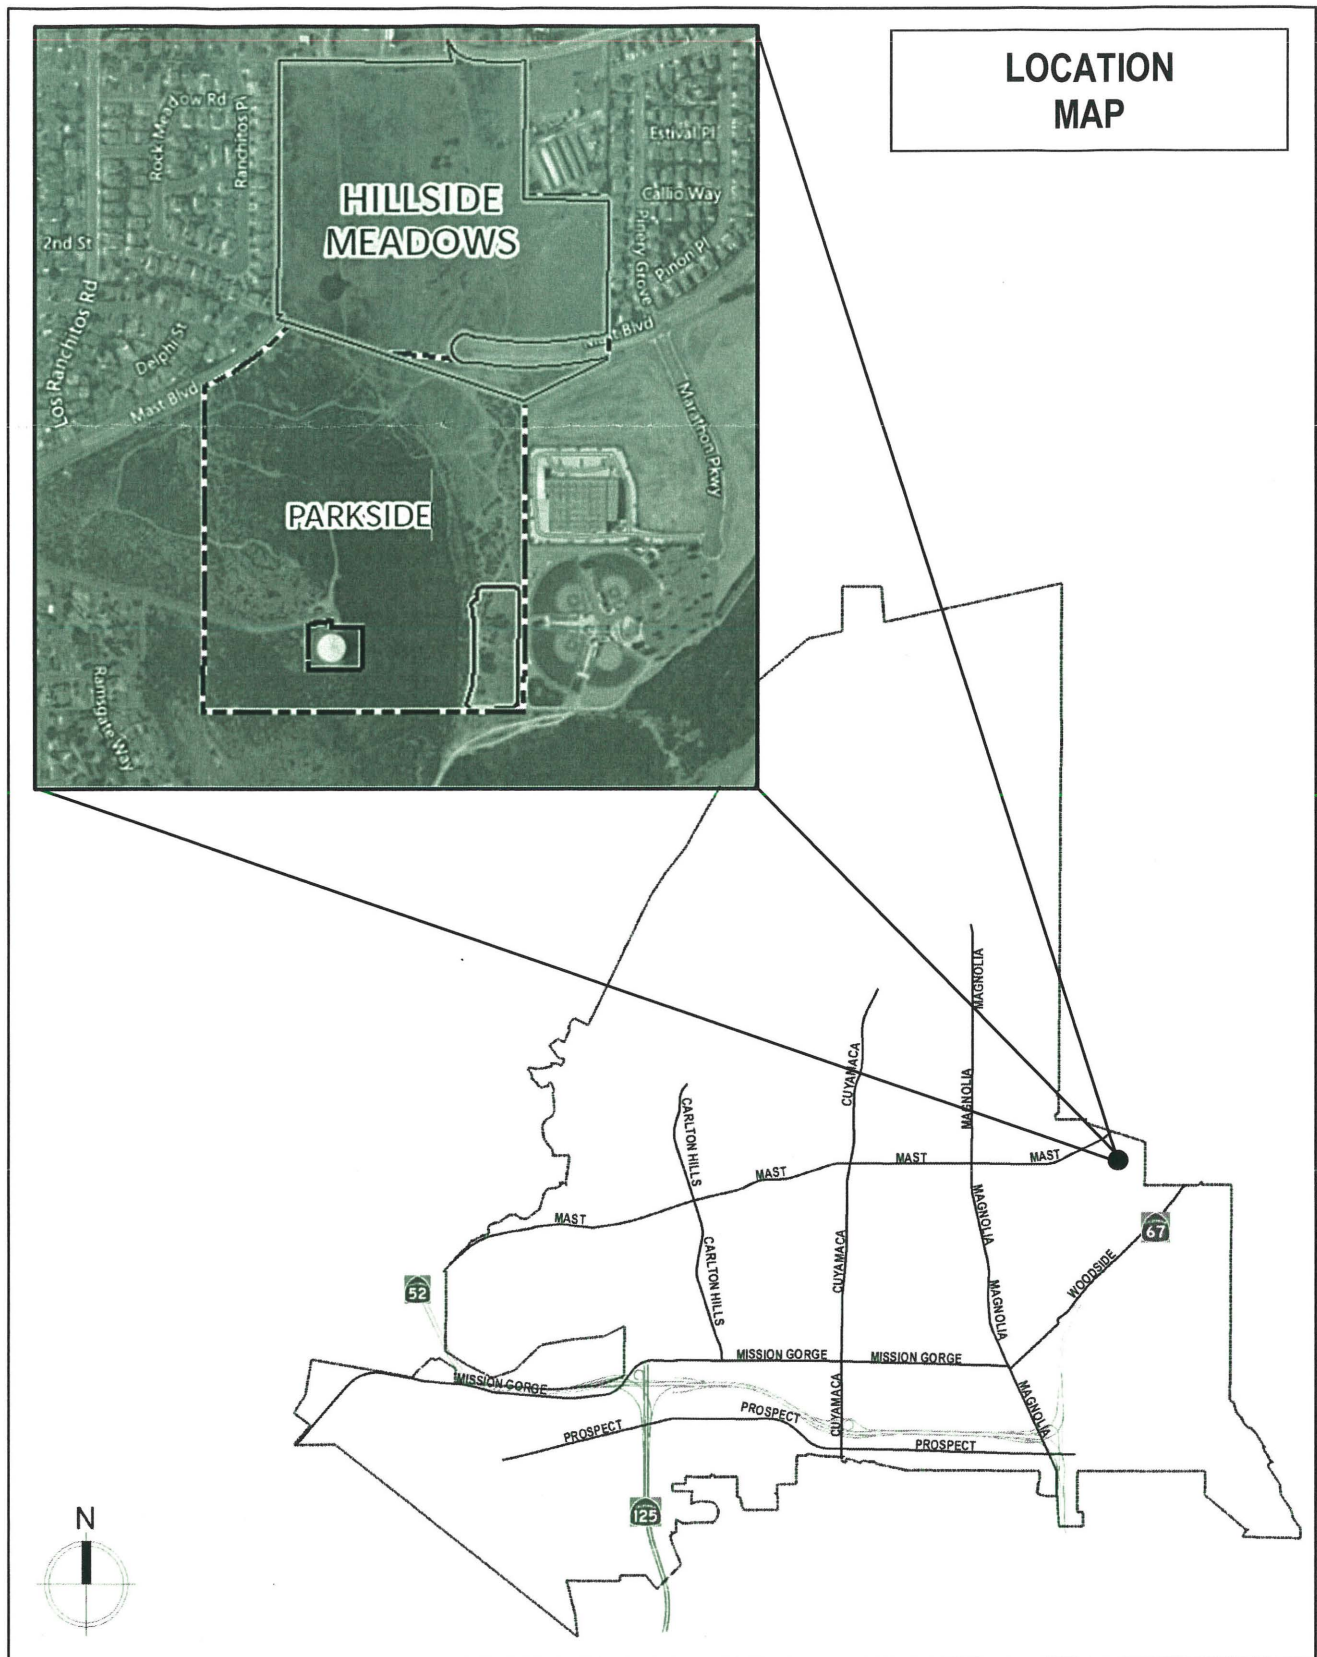 LOCATION
MAP
Rock Meadow Rd
Ranchitos Pl
Estival Pl
HILLSIDE
MEADOWS
Callio Way
2nd St
Pinery Grove
Pinon Pl
Los Ranchitos Rd
Delphi St
Mast Blvd
Mast Blvd
Marathon Pkwy
PARKSIDE
Ramsgate Way
MAGNOLIA
CUYAMACA
MAGNOLIA
CARLTON HILLS
MAST
MAST
MAST
MAST
MAGNOLIA
67
CARLTON HILLS
CUYAMACA
WOODSIDE
52
MAGNOLIA
MISSION GORGE
MISSION GORGE
MISSION GORGE
CUYAMACA
MAGNOLIA
PROSPECT
PROSPECT
PROSPECT
125
N